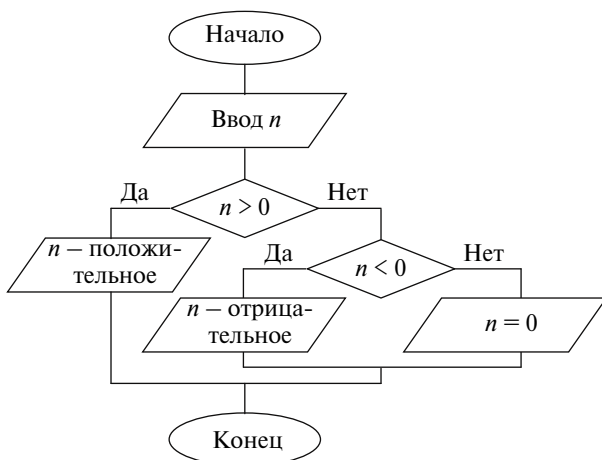 Начало
Ввод n
Да
Нет
n > 0
n – положи-
тельное
Да
Нет
n < 0
n – отрица-
тельное
n = 0
Конец